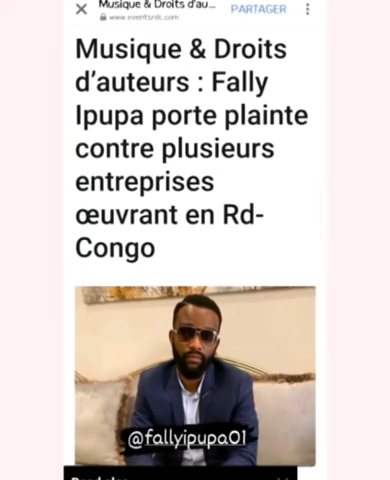 Musique & Droits d'au...
PARTAGER
www.eventsrdc.com
Musique & Droits
d'auteurs : Fally
Ipupa porte plainte
contre plusieurs
entreprises
œuvrant en Rd-
Congo
@fallyipupa01